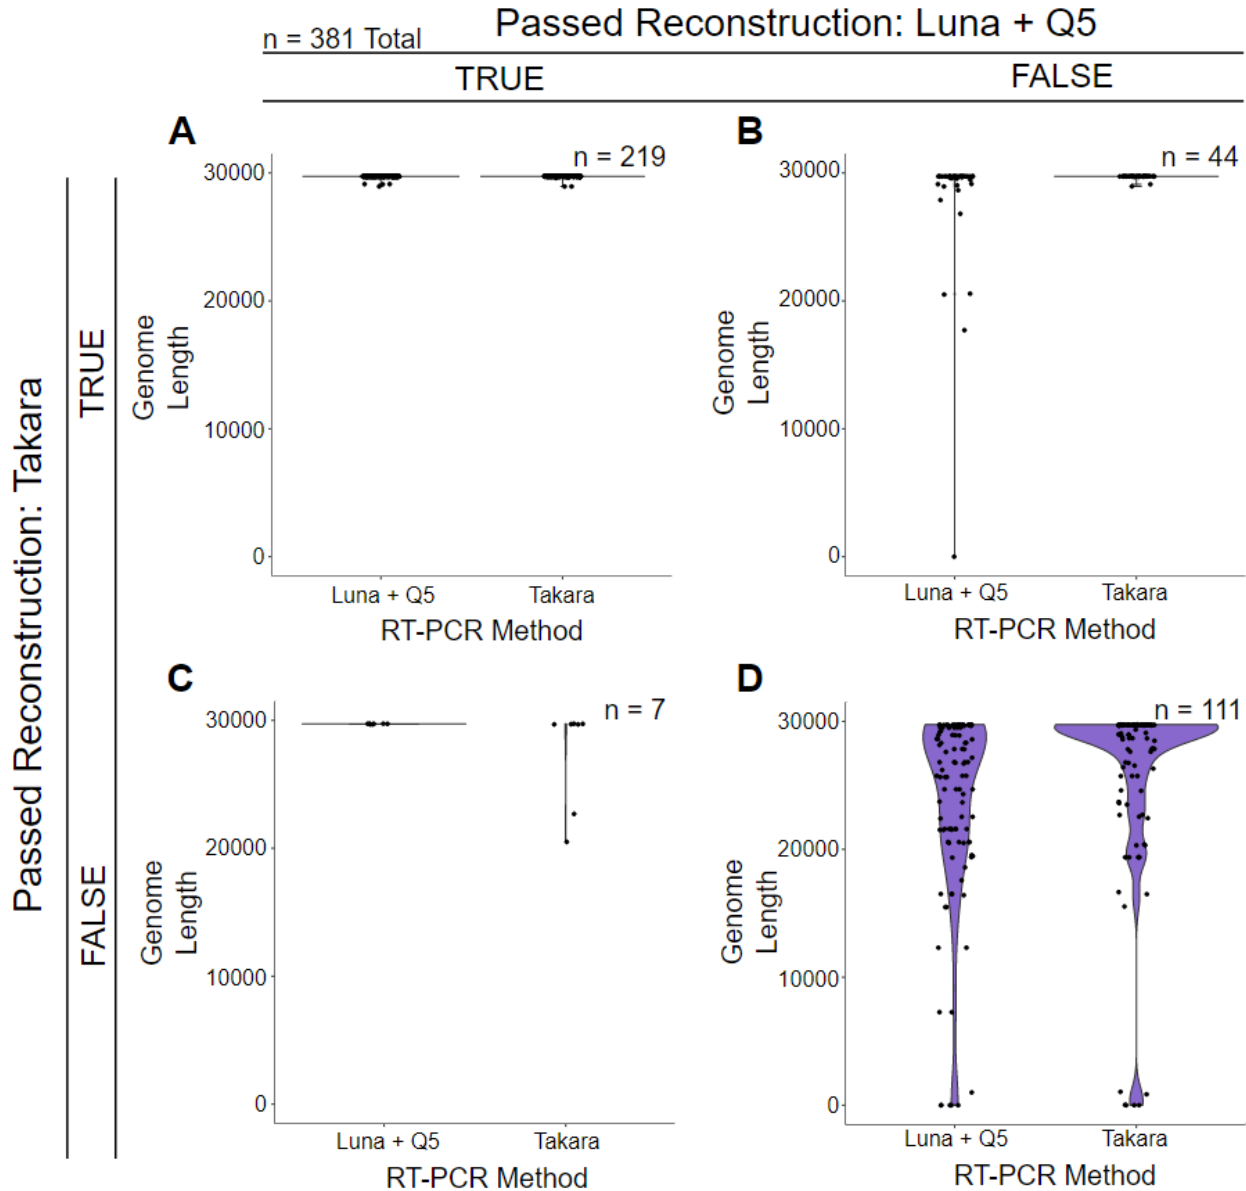 n = 381 Total
Passed Reconstruction: Luna + Q5
TRUE
FALSE
Passed Reconstruction: Takara
TRUE
FALSE
A
n = 219
Genome
Length
30000
20000
10000
0
Luna + Q5
Takara
RT-PCR Method
B
n = 44
Genome
Length
30000
20000
10000
0
Luna + Q5
Takara
RT-PCR Method
C
n = 7
Genome
Length
30000
20000
10000
0
Luna + Q5
Takara
RT-PCR Method
D
n = 111
Genome
Length
30000
20000
10000
0
Luna + Q5
Takara
RT-PCR Method